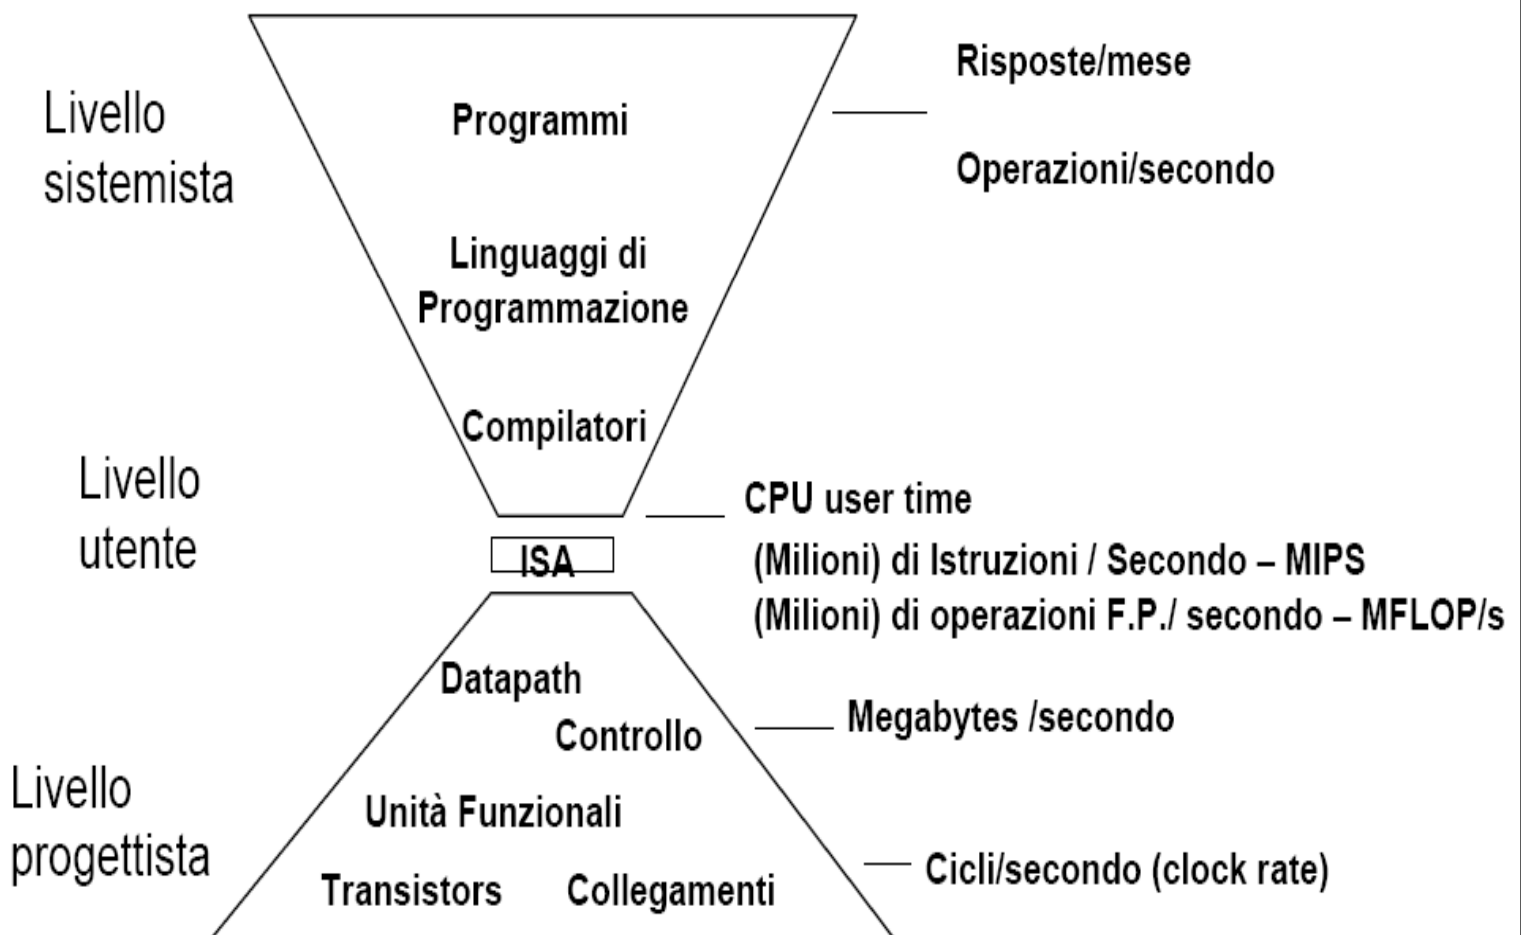 Livello
sistemista
Programmi
Risposte/mese
Operazioni/secondo
Linguaggi di
Programmazione
Compilatori
Livello
utente
CPU user time
ISA
(Milioni) di Istruzioni / Secondo – MIPS
(Milioni) di operazioni F.P./ secondo – MFLOP/s
Datapath
Controllo
Megabytes /secondo
Livello
progettista
Unità Funzionali
Transistors
Collegamenti
Cicli/secondo (clock rate)